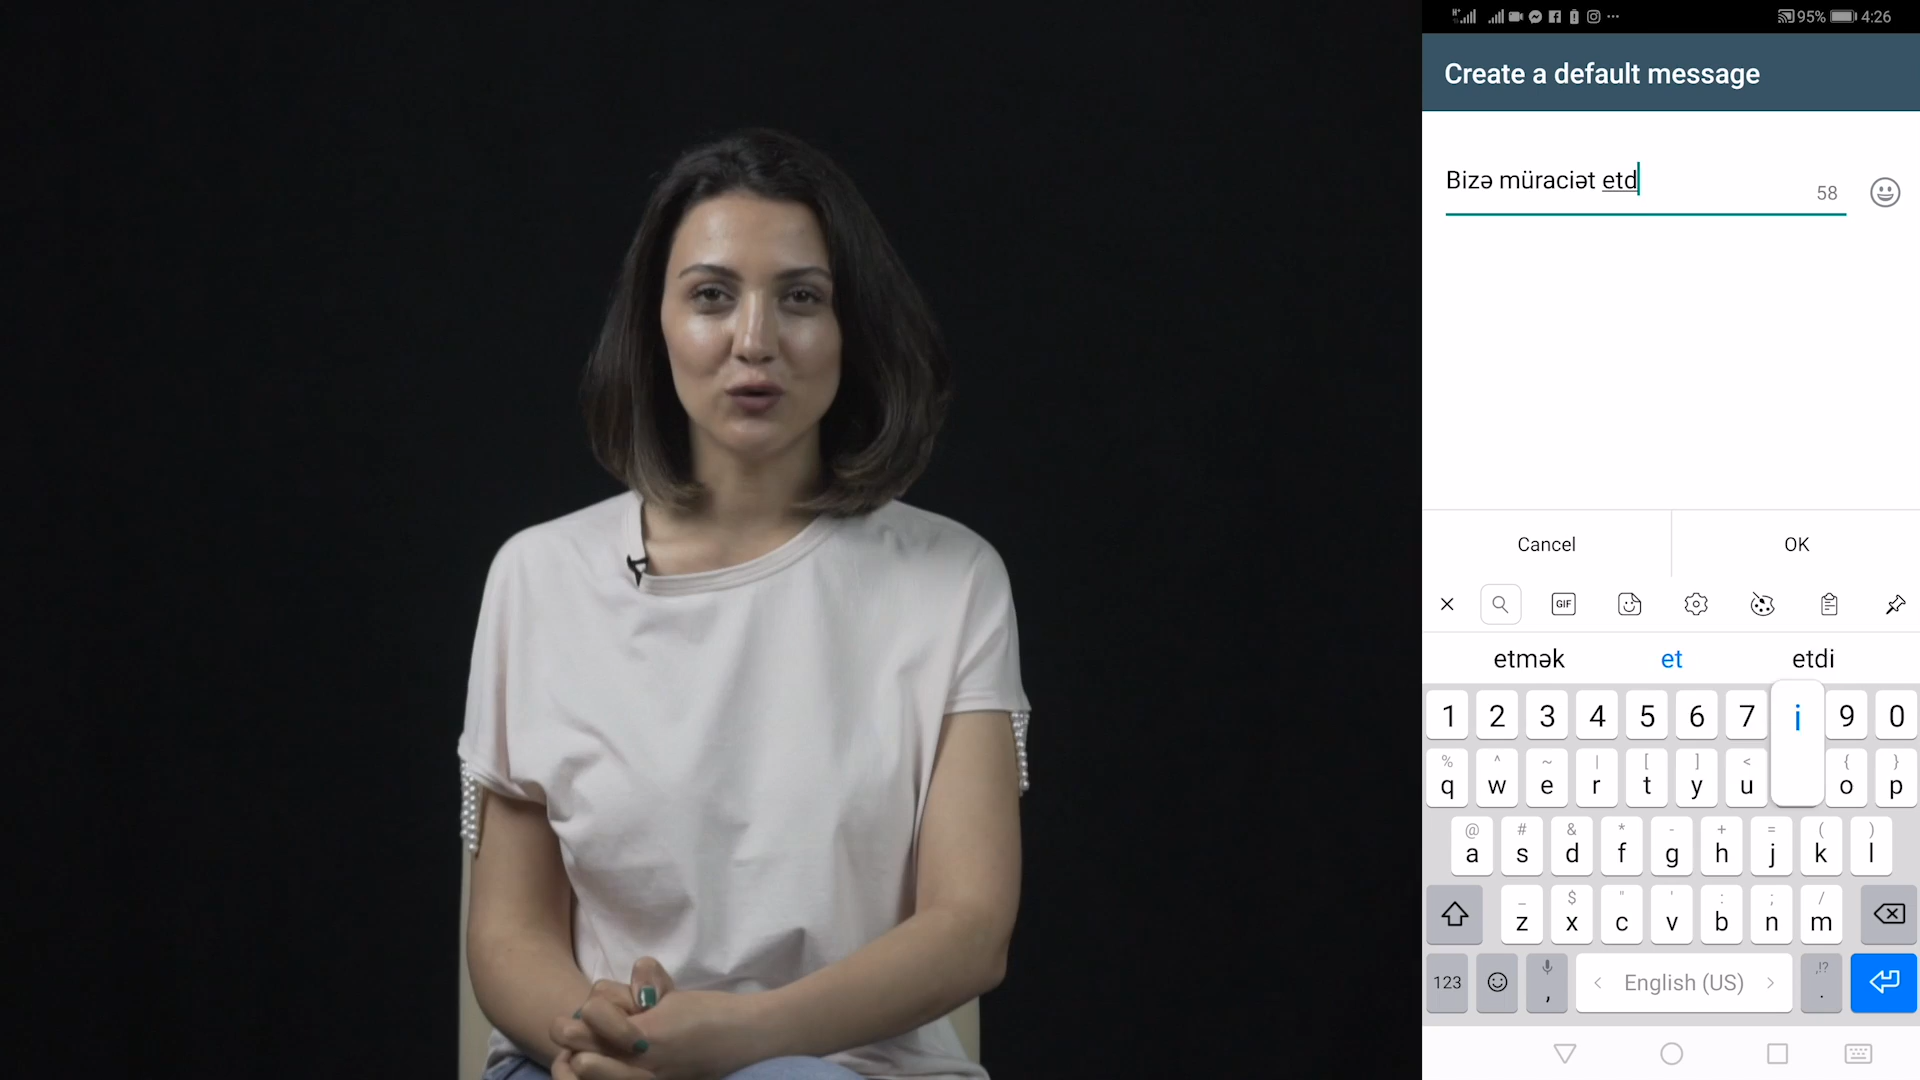 95% 4:26
Create a default message
Bizə müraciət etd
58
Cancel OK
GIF
etmək et etdi
1 2 3 4 5 6 7 i 9 0
% ^ ~ | [ ] < { }
q w e r t y u o p
@ # & * - + = ( )
a s d f g h j k l
_ $ " ' : ; /
z x c v b n m
123 , < English (US) > ,!? .